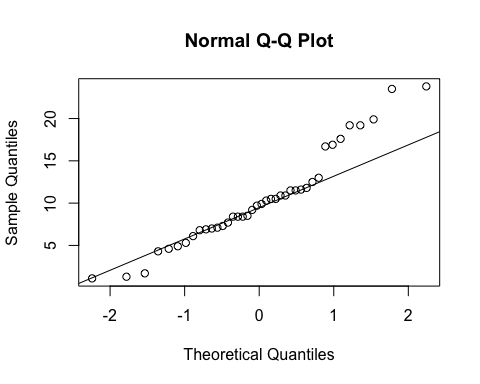 Normal Q-Q Plot
Sample Quantiles
20
15
10
5
-2 -1 0 1 2
Theoretical Quantiles